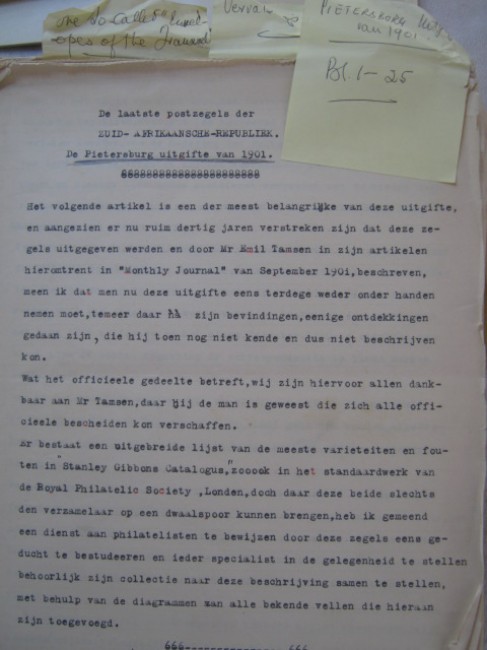 the so called "tunnel-
opes of the Transvaal
Vervan
PIETERSBURG Uitg
van 1901.
Bl. 1 - 25
De laatste postzegels der
ZUID- AFRIKAANSCHE-REPUBLIEK.
De Pietersburg uitgifte van 1901.
&&&&&&&&&&&&&&&&&&&&
Het volgende artikel is een der meest belangrijke van deze uitgifte,
en aangezien er nu ruim dertig jaren verstreken zijn dat deze ze-
gels uitgegeven werden en door Mr Emil Tamsen in zijn artikelen
hieromtrent in "Monthly Journal" van September 1901,beschreven,
meen ik dat men nu deze uitgifte eens terdege weder onder handen
nemen moet,temeer daar ná zijn bevindingen,eenige ontdekkingen
gedaan zijn, die hij toen nog niet kende en dus niet beschrijven
kon.
Wat het officieele gedeelte betreft,wij zijn hiervoor allen dank-
baar aan Mr Tamsen,daar hij de man is geweest die zich alle offi-
cieele bescheiden kon verschaffen.
Er bestaat een uitgebreide lijst van de meeste varieteiten en fou-
ten in "Stanley Gibbons Catalogus,"zooook in het standaardwerk van
de Royal Philatelic Society ,London,doch daar deze beide slechts
den verzamelaar op een dwaalspoor kunnen brengen,heb ik gemeend
een dienst aan philatelisten te bewijzen door deze zegels eens ge-
ducht te bestudeeren en ieder specialist in de gelegenheid te stellen
behoorlijk zijn collectie naar deze beschrijving samen te stellen,
met behulp van de diagrammen van alle bekende vellen die hieraan
zijn toegevoegd.
&&&--------------&&&